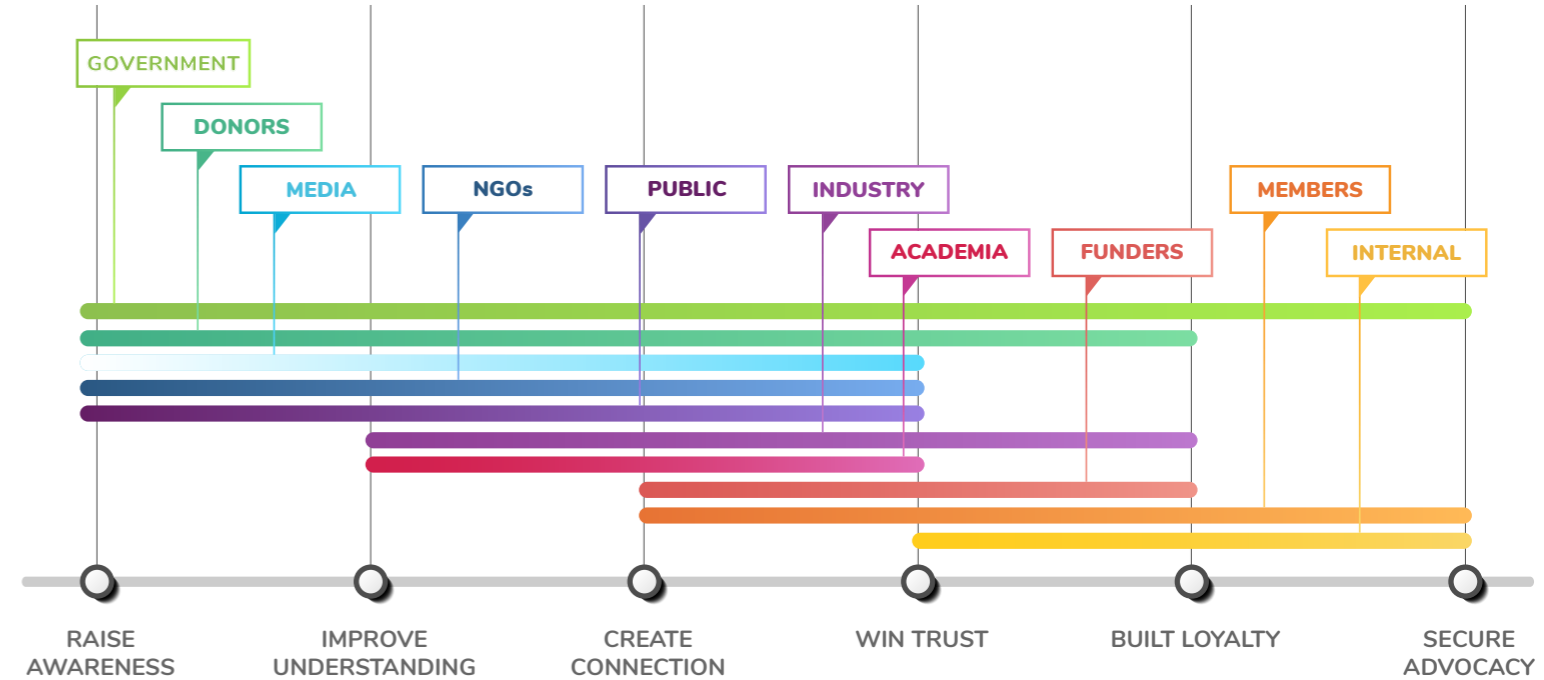 GOVERNMENT
DONORS
MEDIA
NGOs
PUBLIC
INDUSTRY
MEMBERS
ACADEMIA
FUNDERS
INTERNAL
RAISE
AWARENESS
IMPROVE
UNDERSTANDING
CREATE
CONNECTION
WIN TRUST
BUILT LOYALTY
SECURE
ADVOCACY